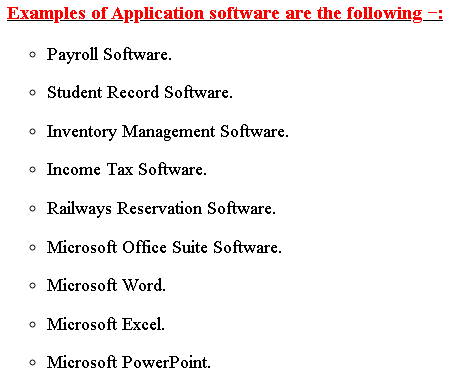 Examples of Application software are the following −:
Payroll Software.
Student Record Software.
Inventory Management Software.
Income Tax Software.
Railways Reservation Software.
Microsoft Office Suite Software.
Microsoft Word.
Microsoft Excel.
Microsoft PowerPoint.